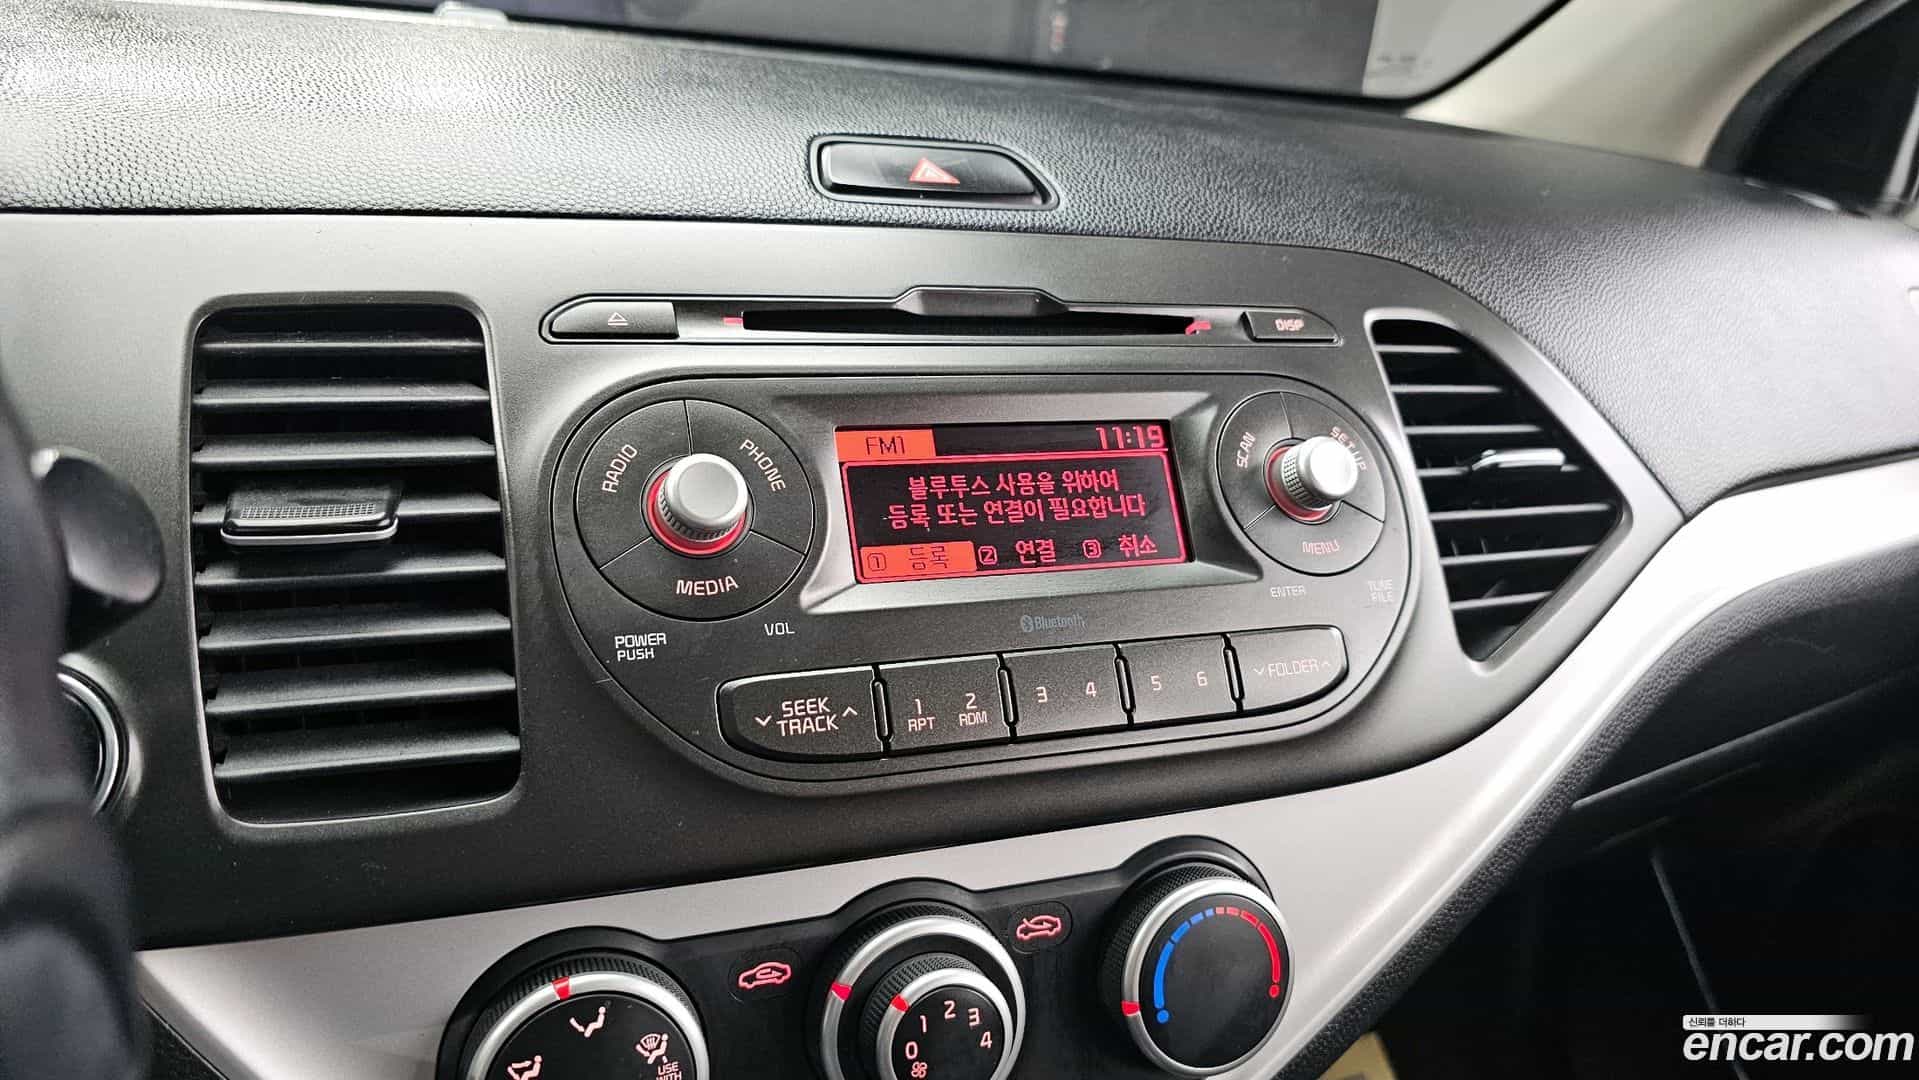 DISP
FM1 11:19
블루투스 사용을 위하여
등록 또는 연결이 필요합니다
1 등록 2 연결 3 취소
RADIO
PHONE
MEDIA
SCAN
SETUP
MENU
POWER
PUSH
VOL
ENTER
TUNE
FILE
Bluetooth
SEEK
TRACK
1
RPT
2
RDM
3 4
5 6
FOLDER
0 1 2 3 4
USE
WITH
신뢰를 더하다
encar.com